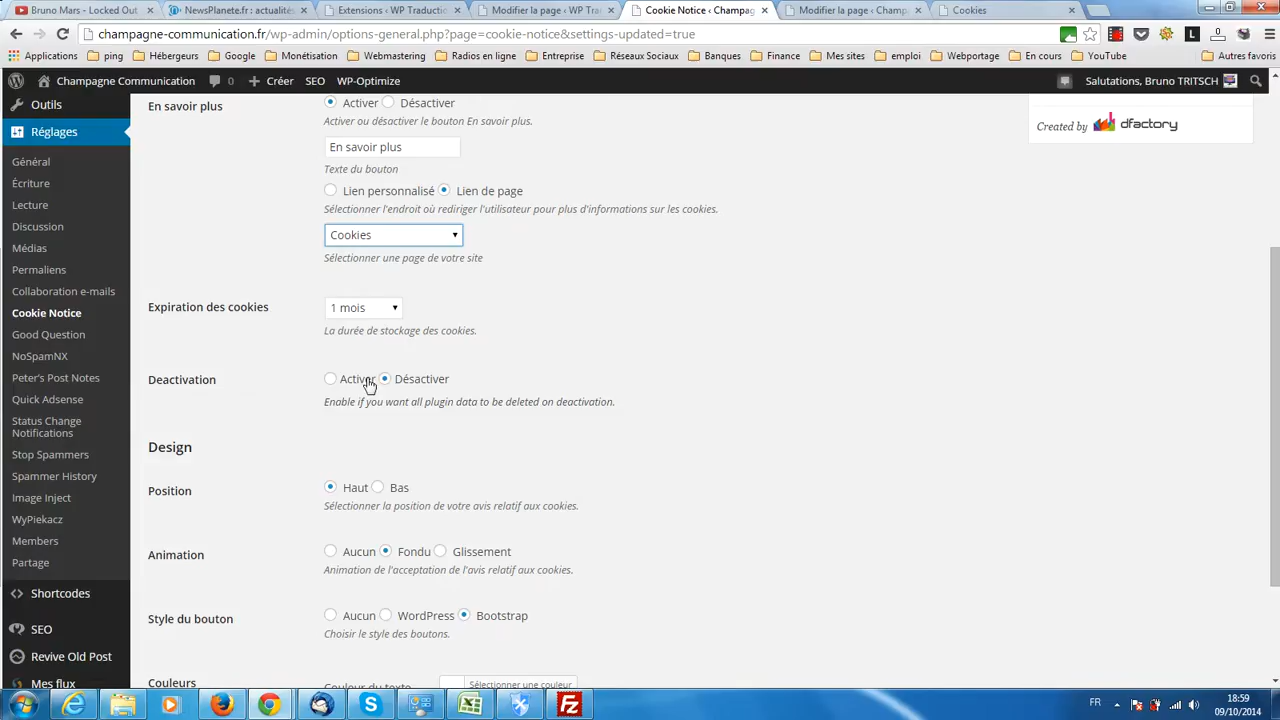 Bruno Mars - Locked Out
NewsPlanete.fr : actualités
Extensions ‹ WP Traducti
Modifier la page ‹ WP Tra
Cookie Notice ‹ Champag
Modifier la page ‹ Champ
Cookies
champagne-communication.fr/wp-admin/options-general.php?page=cookie-notice&settings-updated=true
Applications ping Hébergeurs Google Monétisation Webmastering Radios en ligne Entreprise Réseaux Sociaux Banques Finance Mes sites emploi Webportage En cours YouTube Autres favoris
Champagne Communication 0 Créer SEO WP-Optimize Salutations, Bruno TRITSCH
Outils
Réglages
Général
Écriture
Lecture
Discussion
Médias
Permaliens
Collaboration e-mails
Cookie Notice
Good Question
NoSpamNX
Peter's Post Notes
Quick Adsense
Status Change
Notifications
Stop Spammers
Spammer History
Image Inject
WyPiekacz
Members
Partage
Shortcodes
SEO
Revive Old Post
Mes flux
En savoir plus
Activer Désactiver
Activer ou désactiver le bouton En savoir plus.
En savoir plus
Texte du bouton
Lien personnalisé Lien de page
Sélectionner l'endroit où rediriger l'utilisateur pour plus d'informations sur les cookies.
Cookies
Sélectionner une page de votre site
Expiration des cookies
1 mois
La durée de stockage des cookies.
Deactivation
Activer Désactiver
Enable if you want all plugin data to be deleted on deactivation.
Design
Position
Haut Bas
Sélectionner la position de votre avis relatif aux cookies.
Animation
Aucun Fondu Glissement
Animation de l'acceptation de l'avis relatif aux cookies.
Style du bouton
Aucun WordPress Bootstrap
Choisir le style des boutons.
Couleurs
Couleur du texte
Sélectionner une couleur
Created by dfactory
FR
18:59
09/10/2014